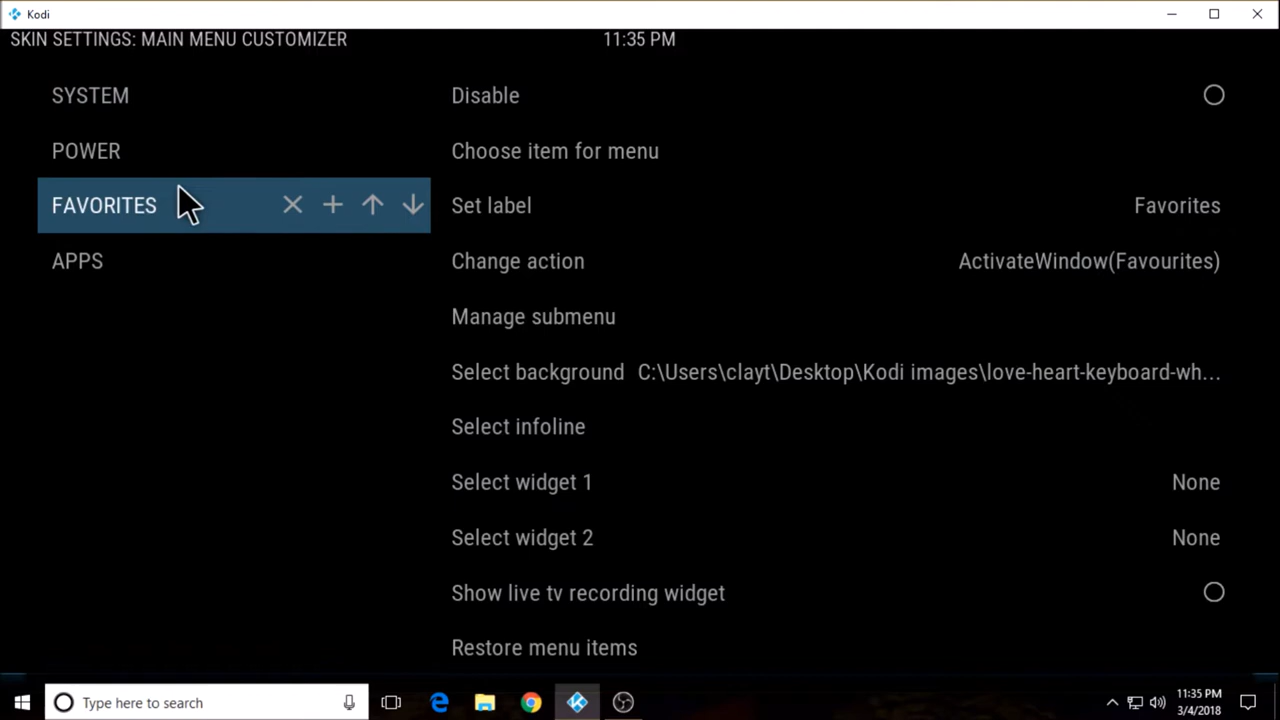 Kodi
SKIN SETTINGS: MAIN MENU CUSTOMIZER
11:35 PM
SYSTEM
POWER
FAVORITES
APPS
Disable
Choose item for menu
Set label Favorites
Change action ActivateWindow(Favourites)
Manage submenu
Select background C:\Users\clayt\Desktop\Kodi images\love-heart-keyboard-wh...
Select infoline
Select widget 1 None
Select widget 2 None
Show live tv recording widget
Restore menu items
Type here to search
11:35 PM
3/4/2018